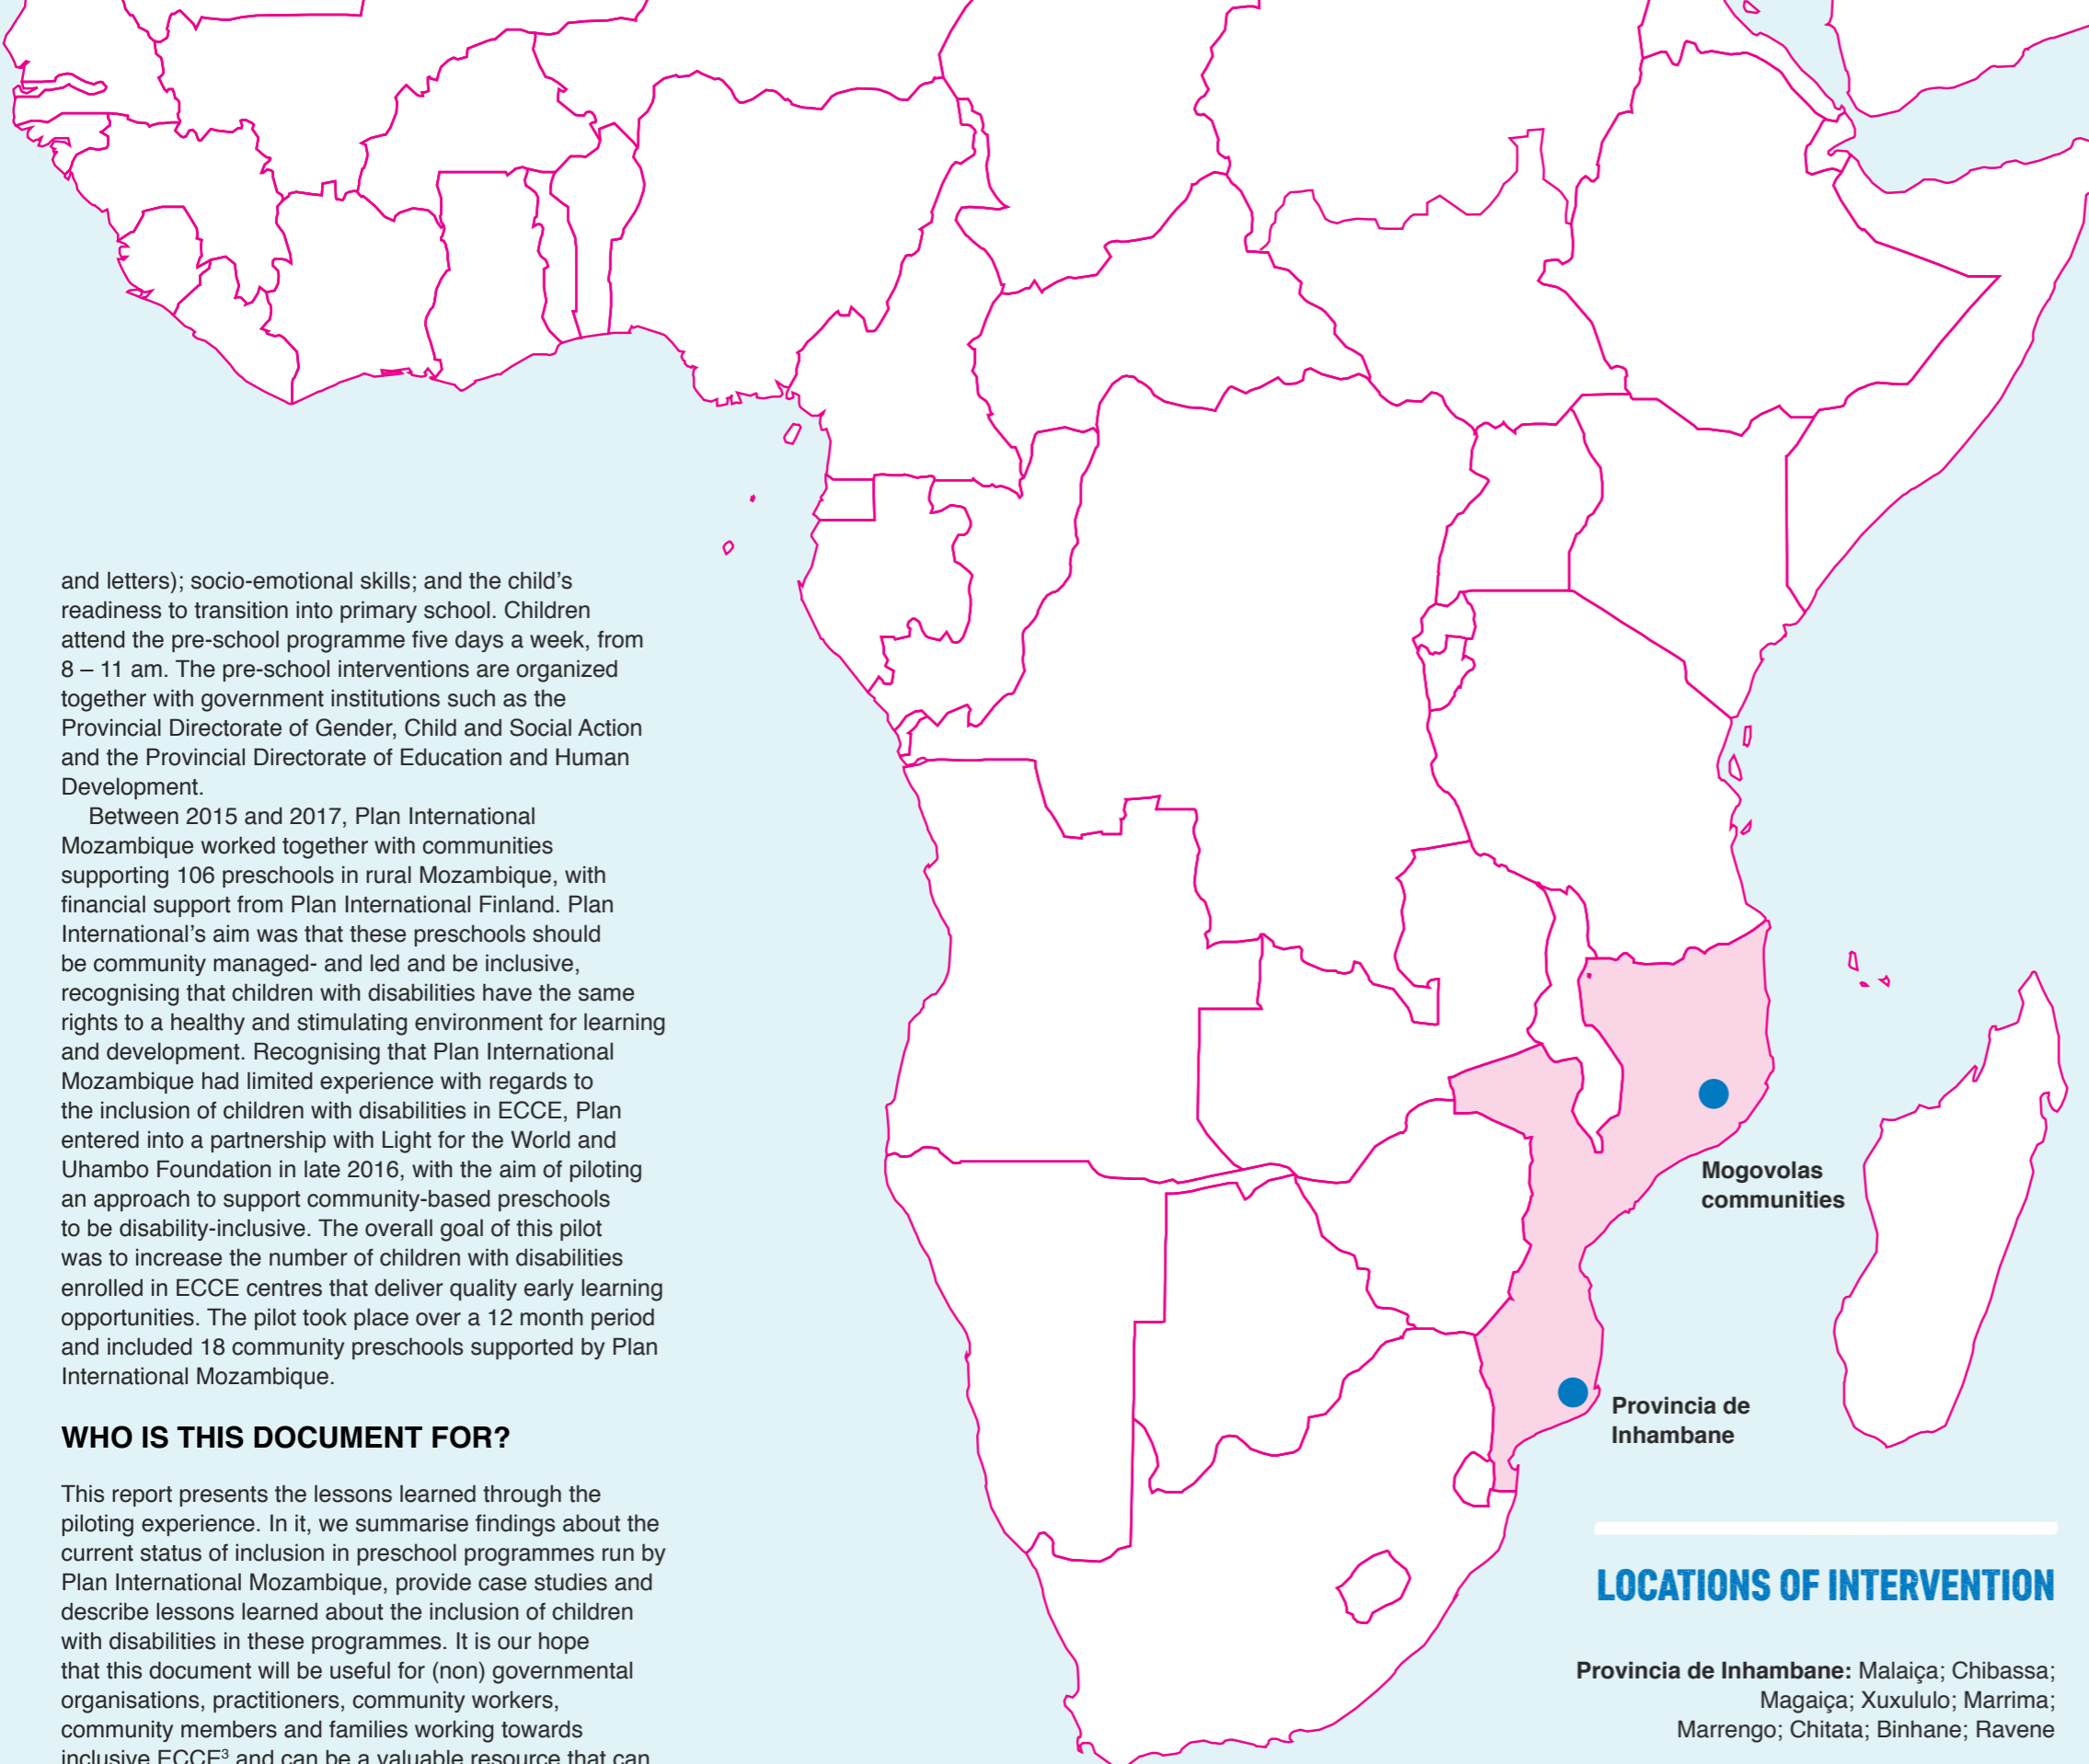 and letters); socio-emotional skills; and the child's
readiness to transition into primary school. Children
attend the pre-school programme five days a week, from
8 – 11 am. The pre-school interventions are organized
together with government institutions such as the
Provincial Directorate of Gender, Child and Social Action
and the Provincial Directorate of Education and Human
Development.
Between 2015 and 2017, Plan International
Mozambique worked together with communities
supporting 106 preschools in rural Mozambique, with
financial support from Plan International Finland. Plan
International's aim was that these preschools should
be community managed- and led and be inclusive,
recognising that children with disabilities have the same
rights to a healthy and stimulating environment for learning
and development. Recognising that Plan International
Mozambique had limited experience with regards to
the inclusion of children with disabilities in ECCE, Plan
entered into a partnership with Light for the World and
Uhambo Foundation in late 2016, with the aim of piloting
an approach to support community-based preschools
to be disability-inclusive. The overall goal of this pilot
was to increase the number of children with disabilities
enrolled in ECCE centres that deliver quality early learning
opportunities. The pilot took place over a 12 month period
and included 18 community preschools supported by Plan
International Mozambique.
WHO IS THIS DOCUMENT FOR?
This report presents the lessons learned through the
piloting experience. In it, we summarise findings about the
current status of inclusion in preschool programmes run by
Plan International Mozambique, provide case studies and
describe lessons learned about the inclusion of children
with disabilities in these programmes. It is our hope
that this document will be useful for (non) governmental
organisations, practitioners, community workers,
community members and families working towards
inclusive ECCE³ and can be a valuable resource that can
Mogovolas
communities
Provincia de
Inhambane
LOCATIONS OF INTERVENTION
Provincia de Inhambane: Malaiça; Chibassa;
Magaiça; Xuxululo; Marrima;
Marrengo; Chitata; Binhane; Ravene